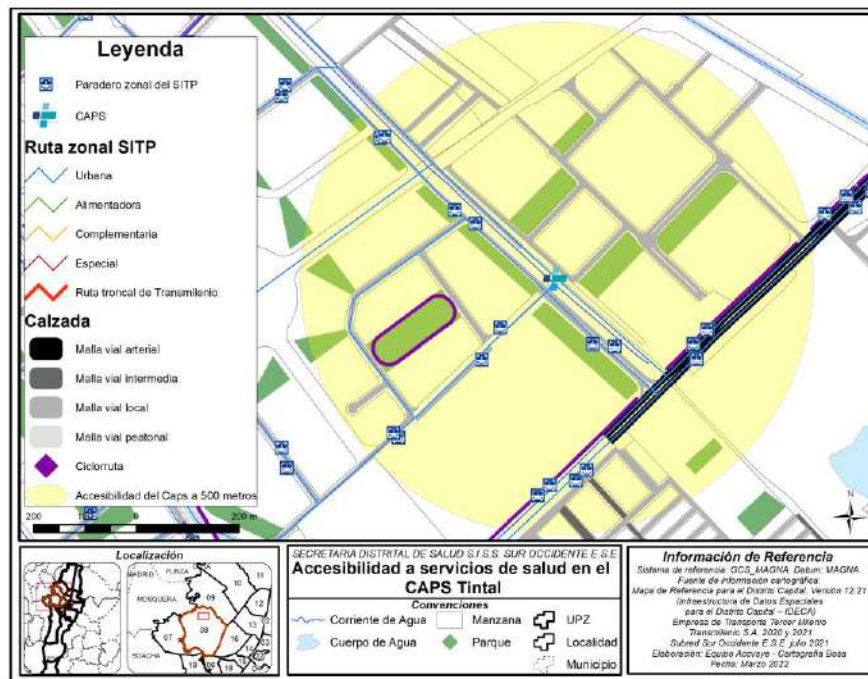 Leyenda
Paradero zonal del SITP
CAPS
Ruta zonal SITP
Urbana
Alimentadora
Complementaria
Especial
Ruta troncal de Transmilenio
Calzada
Malla vial arterial
Malla vial intermedia
Malla vial local
Malla vial peatonal
Ciclorruta
Accesibilidad del Caps a 500 metros
200 100 0 200 m
N
Localización
MADRID
FUNZA
MOSQUERA
SOACHA
09
10
11
12
13
07
08
16
14
19
SECRETARIA DISTRITAL DE SALUD S.I.S.S. SUR OCCIDENTE E.S.E
Accesibilidad a servicios de salud en el
CAPS Tintal
Convenciones
Corriente de Agua
Manzana
UPZ
Cuerpo de Agua
Parque
Localidad
Municipio
Información de Referencia
Sistema de referencia: GCS_MAGNA. Datum: MAGNA.
Fuente de información cartográfica:
Mapa de Referencia para el Distrito Capital, Versión 12.21
(Infraestructura de Datos Espaciales
para el Distrito Capital – IDECA)
Empresa de Transporte Tercer Milenio
Transmilenio S.A. 2020 y 2021
Subred Sur Occidente E.S.E. julio 2021
Elaboración: Equipo Accvsye - Cartografía Bosa
Fecha: Marzo 2022